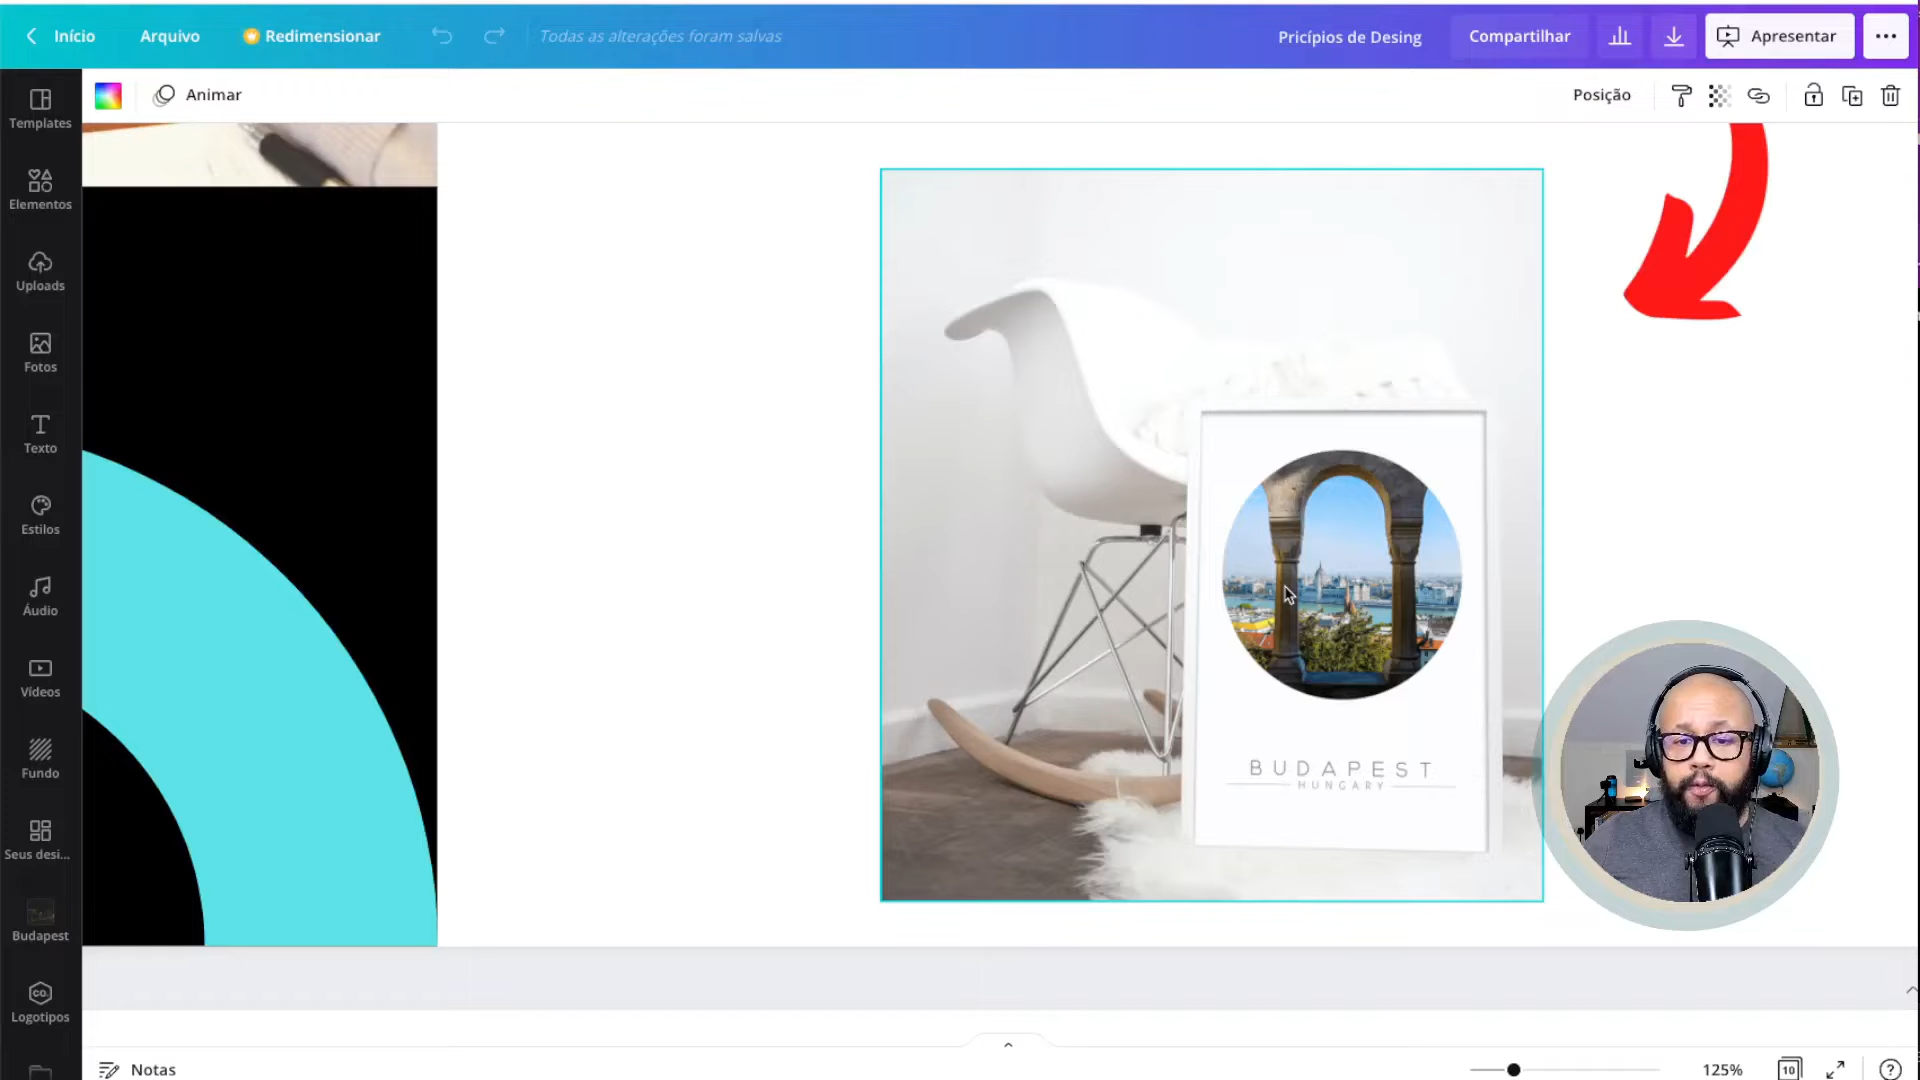 Início
Arquivo
Redimensionar
Todas as alterações foram salvas
Pricípios de Desing
Compartilhar
Apresentar
Animar
Posição
Templates
Elementos
Uploads
Fotos
Texto
Estilos
Áudio
Vídeos
Fundo
Seus desi...
Budapest
CO.
Logotipos
BUDAPEST
HUNGARY
Notas
125%
10
?